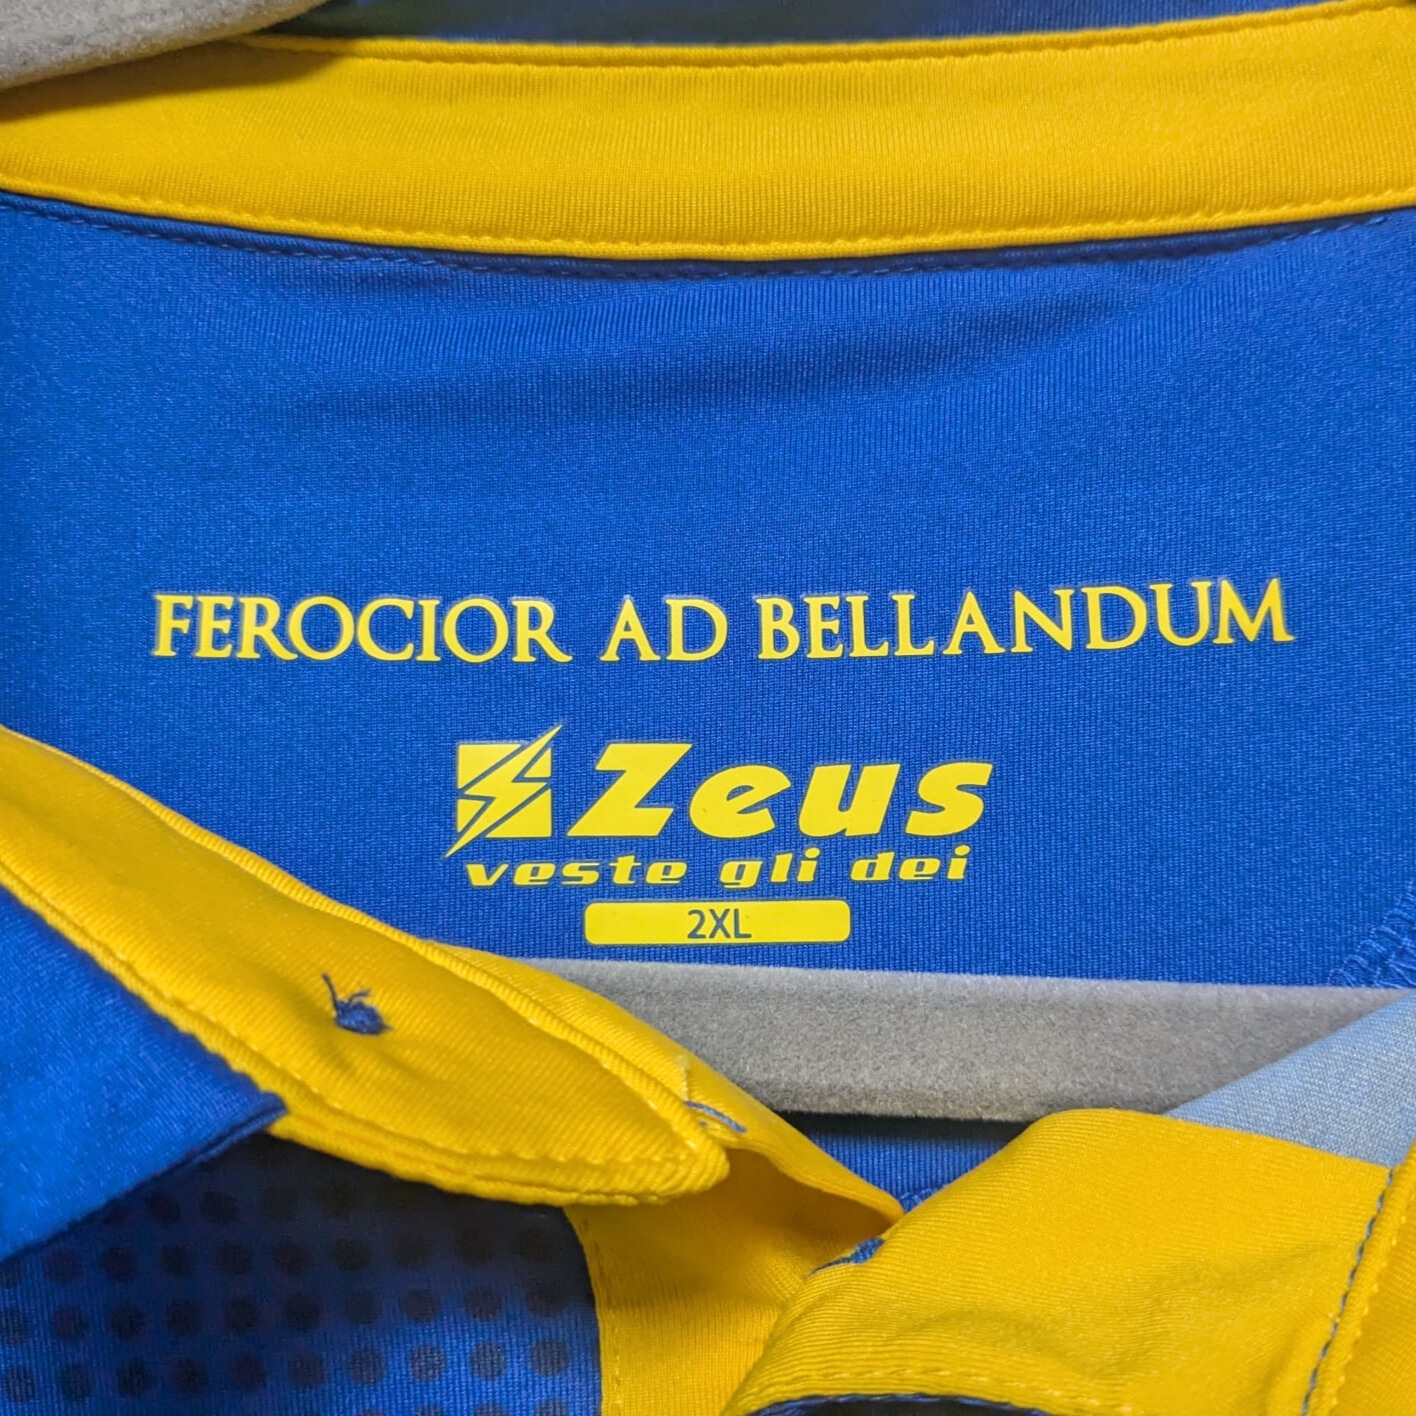 FEROCIOR AD BELLANDUM
Zeus
veste gli dei
2XL